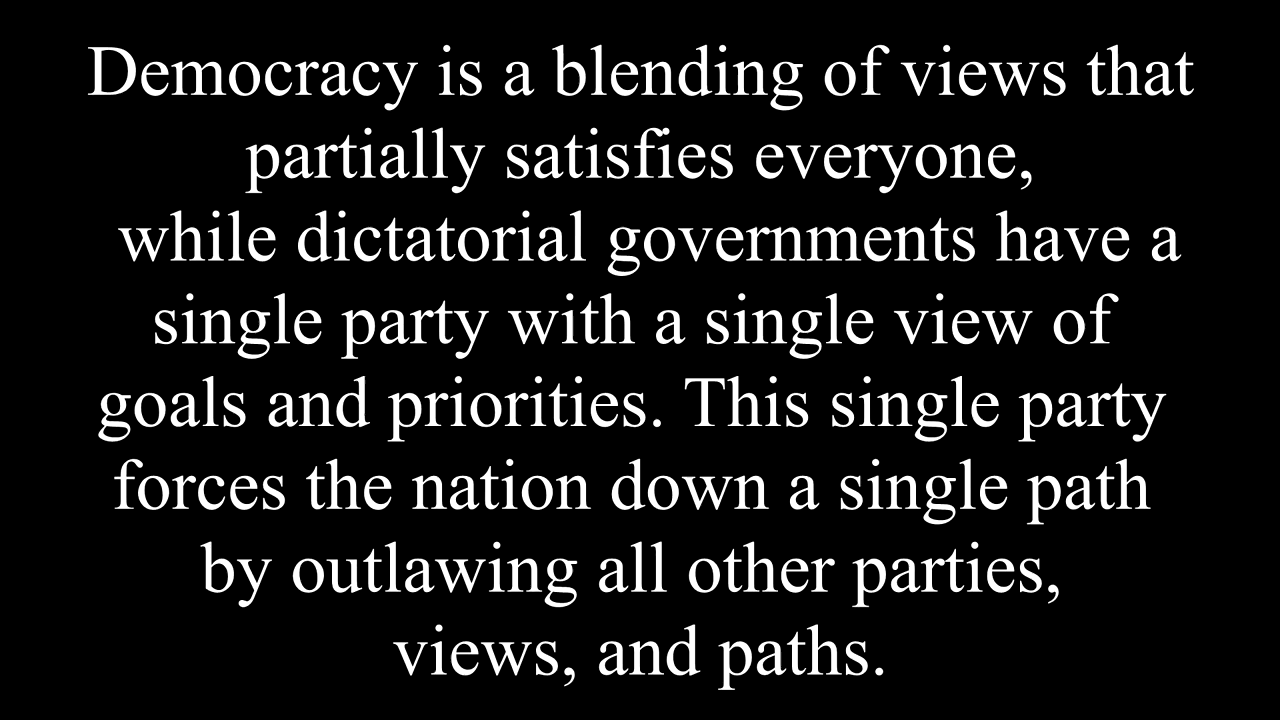 Democracy is a blending of views that
partially satisfies everyone,
while dictatorial governments have a
single party with a single view of
goals and priorities. This single party
forces the nation down a single path
by outlawing all other parties,
views, and paths.